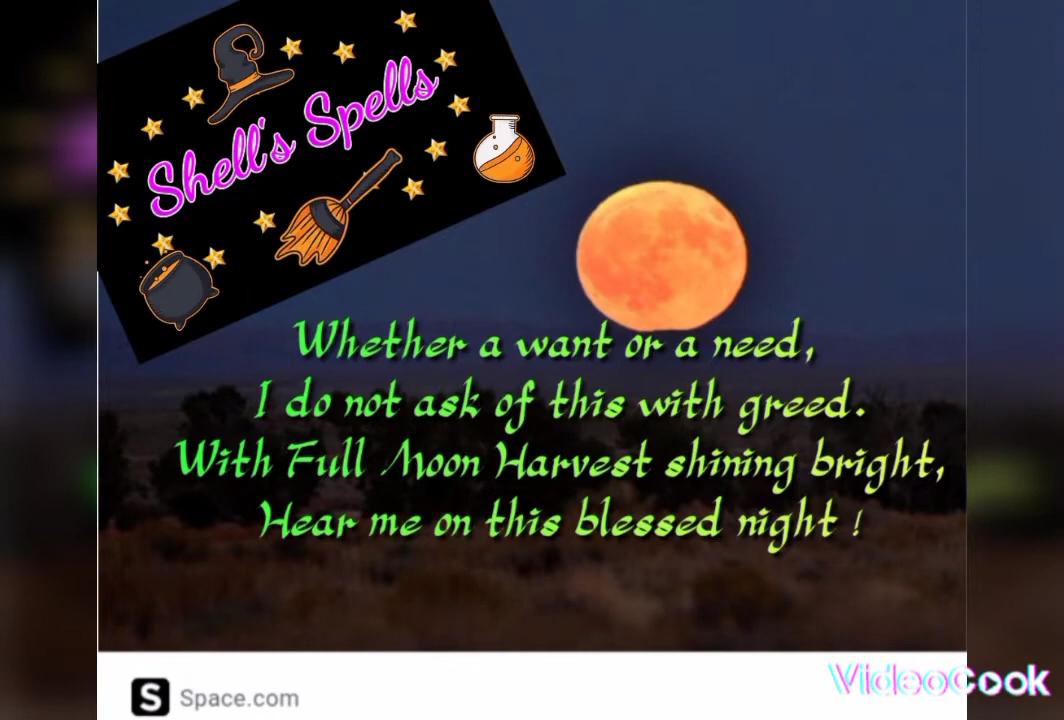 Shell's Spells
Whether a want or a need,
I do not ask of this with greed.
With Full Moon Harvest shining bright,
Hear me on this blessed night !
S Space.com
VideoCook